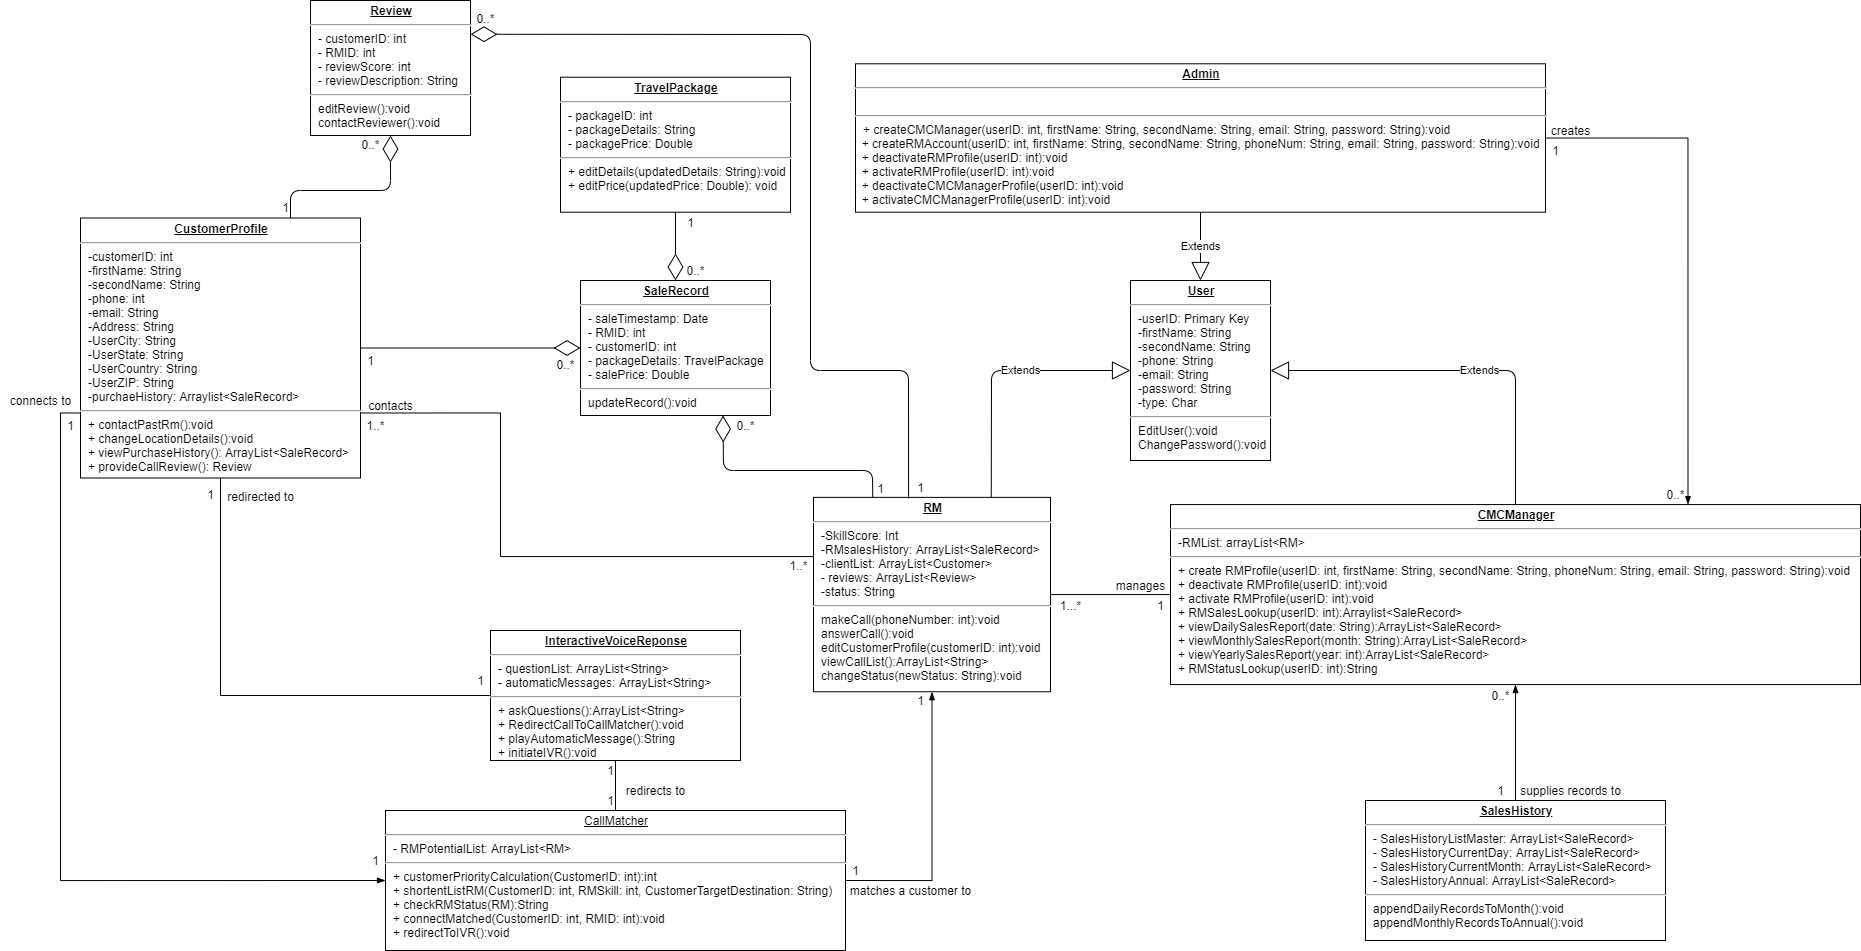 Review
- customerID: int
- RMID: int
- reviewScore: int
- reviewDescription: String
editReview():void
contactReviewer():void
0..*
0..*
1
TravelPackage
- packageID: int
- packageDetails: String
- packagePrice: Double
+ editDetails(updatedDetails: String):void
+ editPrice(updatedPrice: Double): void
1
0..*
Admin
+ createCMCManager(userID: int, firstName: String, secondName: String, email: String, password: String):void
+ createRMAccount(userID: int, firstName: String, secondName: String, phoneNum: String, email: String, password: String):void
+ deactivateRMProfile(userID: int):void
+ activateRMProfile(userID: int):void
+ deactivateCMCManagerProfile(userID: int):void
+ activateCMCManagerProfile(userID: int):void
creates
1
0..*
Extends
CustomerProfile
-customerID: int
-firstName: String
-secondName: String
-phone: int
-email: String
-Address: String
-UserCity: String
-UserState: String
-UserCountry: String
-UserZIP: String
-purchaeHistory: Arraylist<SaleRecord>
+ contactPastRm():void
+ changeLocationDetails():void
+ viewPurchaseHistory(): ArrayList<SaleRecord>
+ provideCallReview(): Review
1
0..*
connects to
1
contacts
1..*
1..*
1
redirected to
SaleRecord
- saleTimestamp: Date
- RMID: int
- customerID: int
- packageDetails: TravelPackage
- salePrice: Double
updateRecord():void
0..*
1
1
User
-userID: Primary Key
-firstName: String
-secondName: String
-phone: String
-email: String
-password: String
-type: Char
EditUser():void
ChangePassword():void
Extends
Extends
RM
-SkillScore: Int
-RMsalesHistory: ArrayList<SaleRecord>
-clientList: ArrayList<Customer>
- reviews: ArrayList<Review>
-status: String
makeCall(phoneNumber: int):void
answerCall():void
editCustomerProfile(customerID: int):void
viewCallList():ArrayList<String>
changeStatus(newStatus: String):void
manages
1...*
1
CMCManager
-RMList: arrayList<RM>
+ create RMProfile(userID: int, firstName: String, secondName: String, phoneNum: String, email: String, password: String):void
+ deactivate RMProfile(userID: int):void
+ activate RMProfile(userID: int):void
+ RMSalesLookup(userID: int):Arraylist<SaleRecord>
+ viewDailySalesReport(date: String):ArrayList<SaleRecord>
+ viewMonthlySalesReport(month: String):ArrayList<SaleRecord>
+ viewYearlySalesReport(year: int):ArrayList<SaleRecord>
+ RMStatusLookup(userID: int):String
0..*
1
supplies records to
InteractiveVoiceReponse
- questionList: ArrayList<String>
- automaticMessages: ArrayList<String>
+ askQuestions():ArrayList<String>
+ RedirectCallToCallMatcher():void
+ playAutomaticMessage():String
+ initiateIVR():void
1
1
redirects to
1
CallMatcher
- RMPotentialList: ArrayList<RM>
+ customerPriorityCalculation(CustomerID: int):int
+ shortentListRM(CustomerID: int, RMSkill: int, CustomerTargetDestination: String)
+ checkRMStatus(RM):String
+ connectMatched(CustomerID: int, RMID: int):void
+ redirectToIVR():void
1
1
matches a customer to
1
SalesHistory
- SalesHistoryListMaster: ArrayList<SaleRecord>
- SalesHistoryCurrentDay: ArrayList<SaleRecord>
- SalesHistoryCurrentMonth: ArrayList<SaleRecord>
- SalesHistoryAnnual: ArrayList<SaleRecord>
appendDailyRecordsToMonth():void
appendMonthlyRecordsToAnnual():void